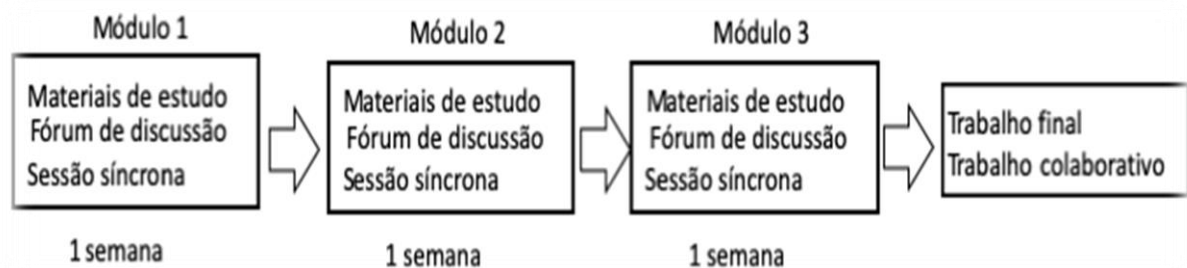 Módulo 1
Materiais de estudo
Fórum de discussão
Sessão síncrona
1 semana
Módulo 2
Materiais de estudo
Fórum de discussão
Sessão síncrona
1 semana
Módulo 3
Materiais de estudo
Fórum de discussão
Sessão síncrona
1 semana
Trabalho final
Trabalho colaborativo